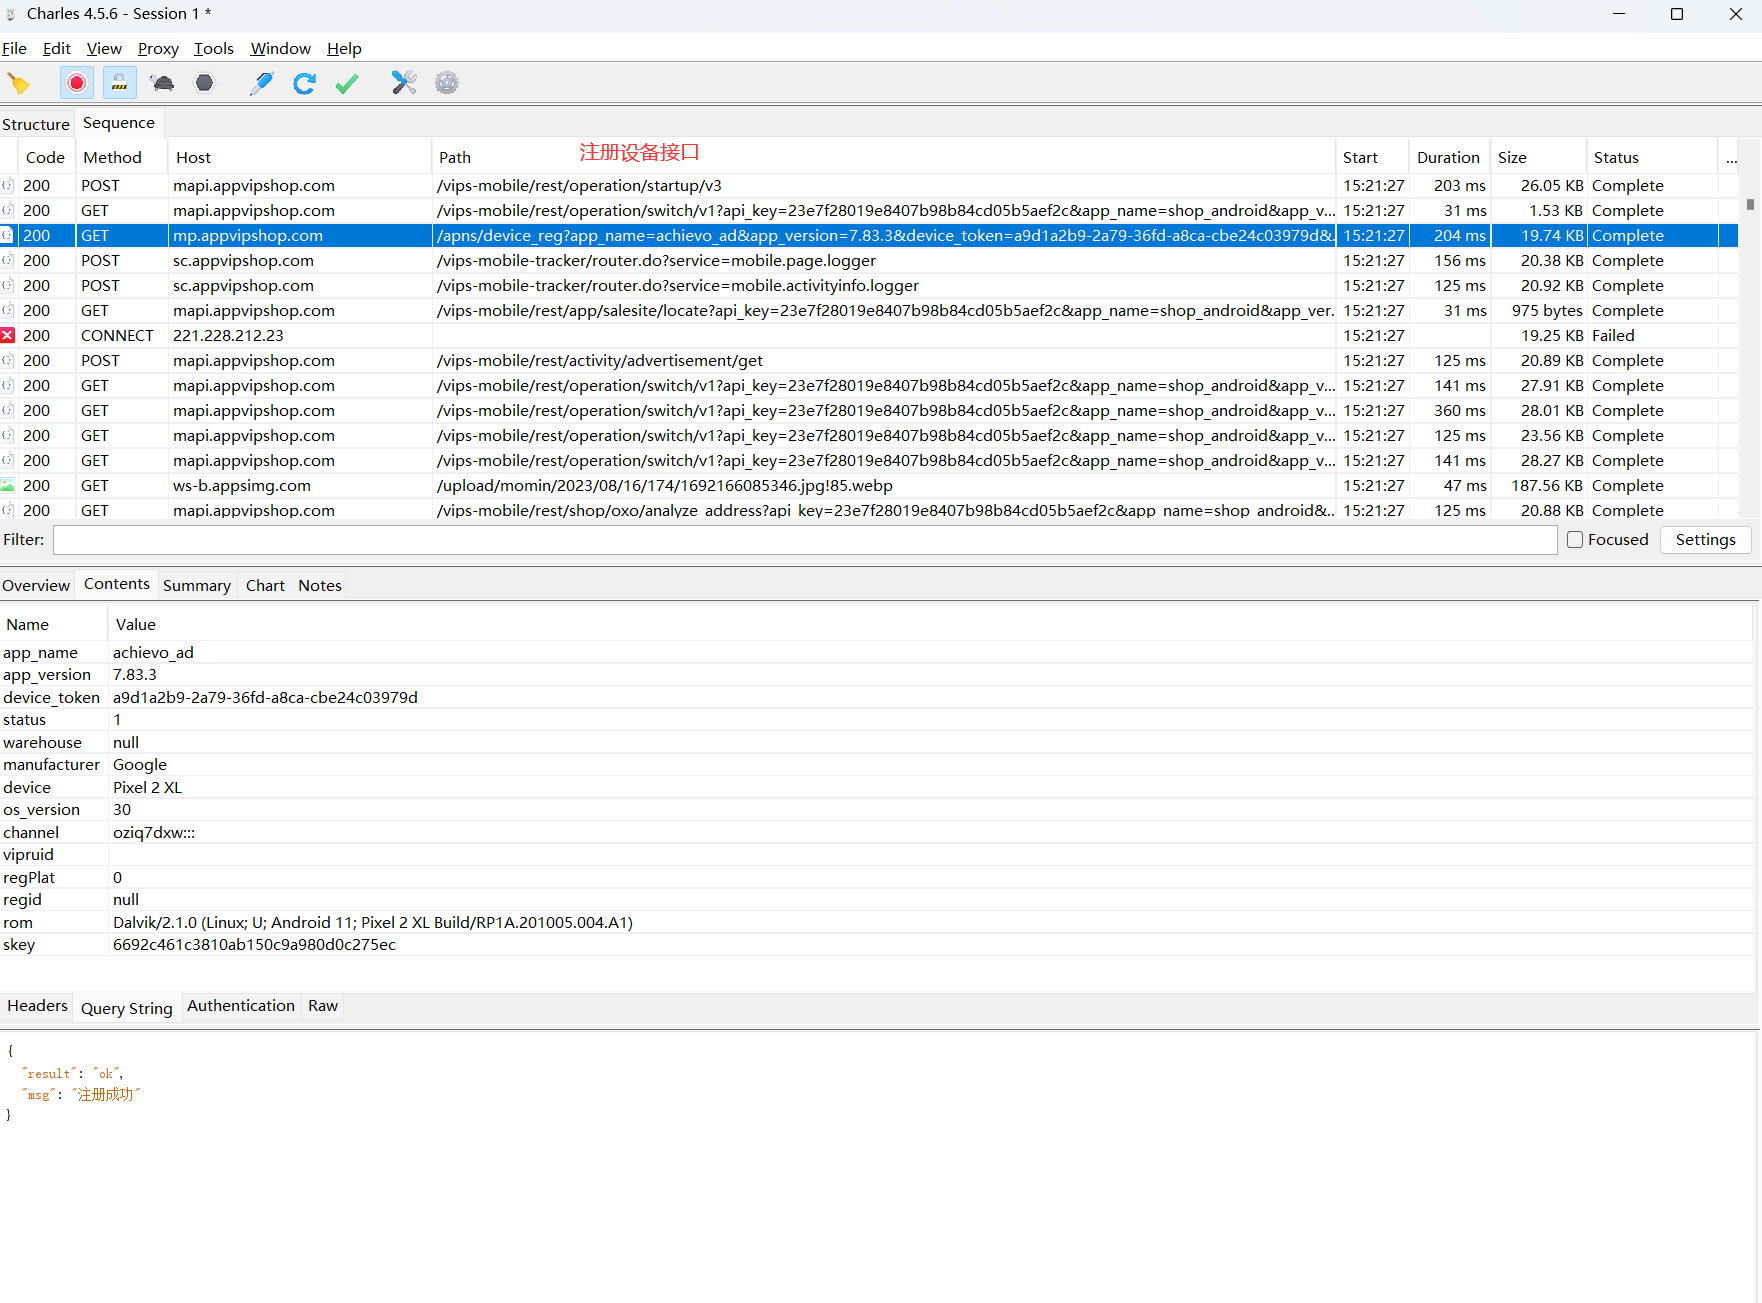 Charles 4.5.6 - Session 1 *
File Edit View Proxy Tools Window Help
Structure Sequence
Code Method Host Path 注册设备接口 Start Duration Size Status ...
200 POST mapi.appvipshop.com /vips-mobile/rest/operation/startup/v3 15:21:27 203 ms 26.05 KB Complete
200 GET mapi.appvipshop.com /vips-mobile/rest/operation/switch/v1?api_key=23e7f28019e8407b98b84cd05b5aef2c&app_name=shop_android&app_v... 15:21:27 31 ms 1.53 KB Complete
200 GET mp.appvipshop.com /apns/device_reg?app_name=achievo_ad&app_version=7.83.3&device_token=a9d1a2b9-2a79-36fd-a8ca-cbe24c03979d&. 15:21:27 204 ms 19.74 KB Complete
200 POST sc.appvipshop.com /vips-mobile-tracker/router.do?service=mobile.page.logger 15:21:27 156 ms 20.38 KB Complete
200 POST sc.appvipshop.com /vips-mobile-tracker/router.do?service=mobile.activityinfo.logger 15:21:27 125 ms 20.92 KB Complete
200 GET mapi.appvipshop.com /vips-mobile/rest/app/salesite/locate?api_key=23e7f28019e8407b98b84cd05b5aef2c&app_name=shop_android&app_ver. 15:21:27 31 ms 975 bytes Complete
200 CONNECT 221.228.212.23 15:21:27 19.25 KB Failed
200 POST mapi.appvipshop.com /vips-mobile/rest/activity/advertisement/get 15:21:27 125 ms 20.89 KB Complete
200 GET mapi.appvipshop.com /vips-mobile/rest/operation/switch/v1?api_key=23e7f28019e8407b98b84cd05b5aef2c&app_name=shop_android&app_v... 15:21:27 141 ms 27.91 KB Complete
200 GET mapi.appvipshop.com /vips-mobile/rest/operation/switch/v1?api_key=23e7f28019e8407b98b84cd05b5aef2c&app_name=shop_android&app_v... 15:21:27 360 ms 28.01 KB Complete
200 GET mapi.appvipshop.com /vips-mobile/rest/operation/switch/v1?api_key=23e7f28019e8407b98b84cd05b5aef2c&app_name=shop_android&app_v... 15:21:27 125 ms 23.56 KB Complete
200 GET mapi.appvipshop.com /vips-mobile/rest/operation/switch/v1?api_key=23e7f28019e8407b98b84cd05b5aef2c&app_name=shop_android&app_v... 15:21:27 141 ms 28.27 KB Complete
200 GET ws-b.appsimg.com /upload/momin/2023/08/16/174/1692166085346.jpg!85.webp 15:21:27 47 ms 187.56 KB Complete
200 GET mapi.appvipshop.com /vips-mobile/rest/shop/oxo/analyze_address?api_key=23e7f28019e8407b98b84cd05b5aef2c&app_name=shop_android&.. 15:21:27 125 ms 20.88 KB Complete
Filter: Focused Settings
Overview Contents Summary Chart Notes
Name Value
app_name achievo_ad
app_version 7.83.3
device_token a9d1a2b9-2a79-36fd-a8ca-cbe24c03979d
status 1
warehouse null
manufacturer Google
device Pixel 2 XL
os_version 30
channel oziq7dxw:::
vipruid
regPlat 0
regid null
rom Dalvik/2.1.0 (Linux; U; Android 11; Pixel 2 XL Build/RP1A.201005.004.A1)
skey 6692c461c3810ab150c9a980d0c275ec
Headers Query String Authentication Raw
{
"result": "ok",
"msg": "注册成功"
}